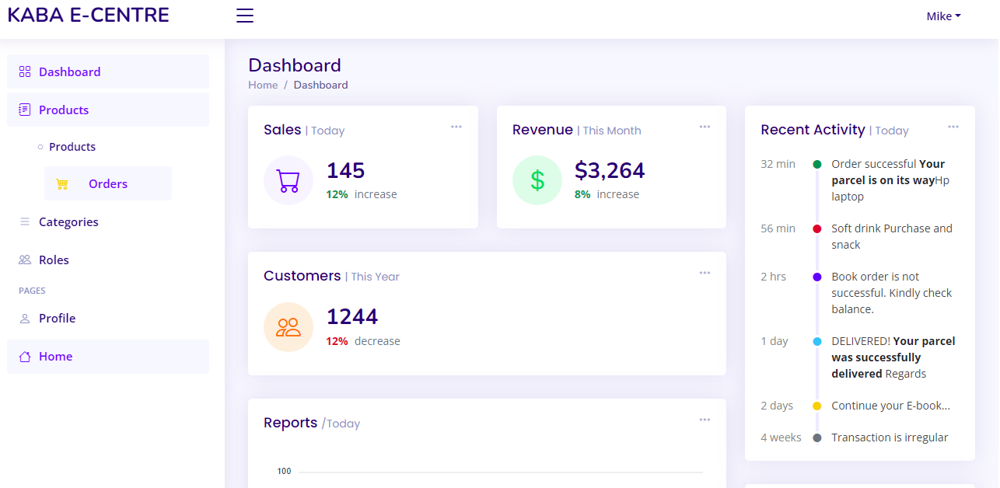 KABA E-CENTRE
Mike
Dashboard
Products
Products
Orders
Categories
Roles
PAGES
Profile
Home
Dashboard
Home / Dashboard
Sales | Today
145
12% increase
Revenue | This Month
$3,264
8% increase
Customers | This Year
1244
12% decrease
Reports /Today
100
Recent Activity | Today
32 min Order successful Your
parcel is on its wayHp
laptop
56 min Soft drink Purchase and
snack
2 hrs Book order is not
successful. Kindly check
balance.
1 day DELIVERED! Your parcel
was successfully
delivered Regards
2 days Continue your E-book...
4 weeks Transaction is irregular